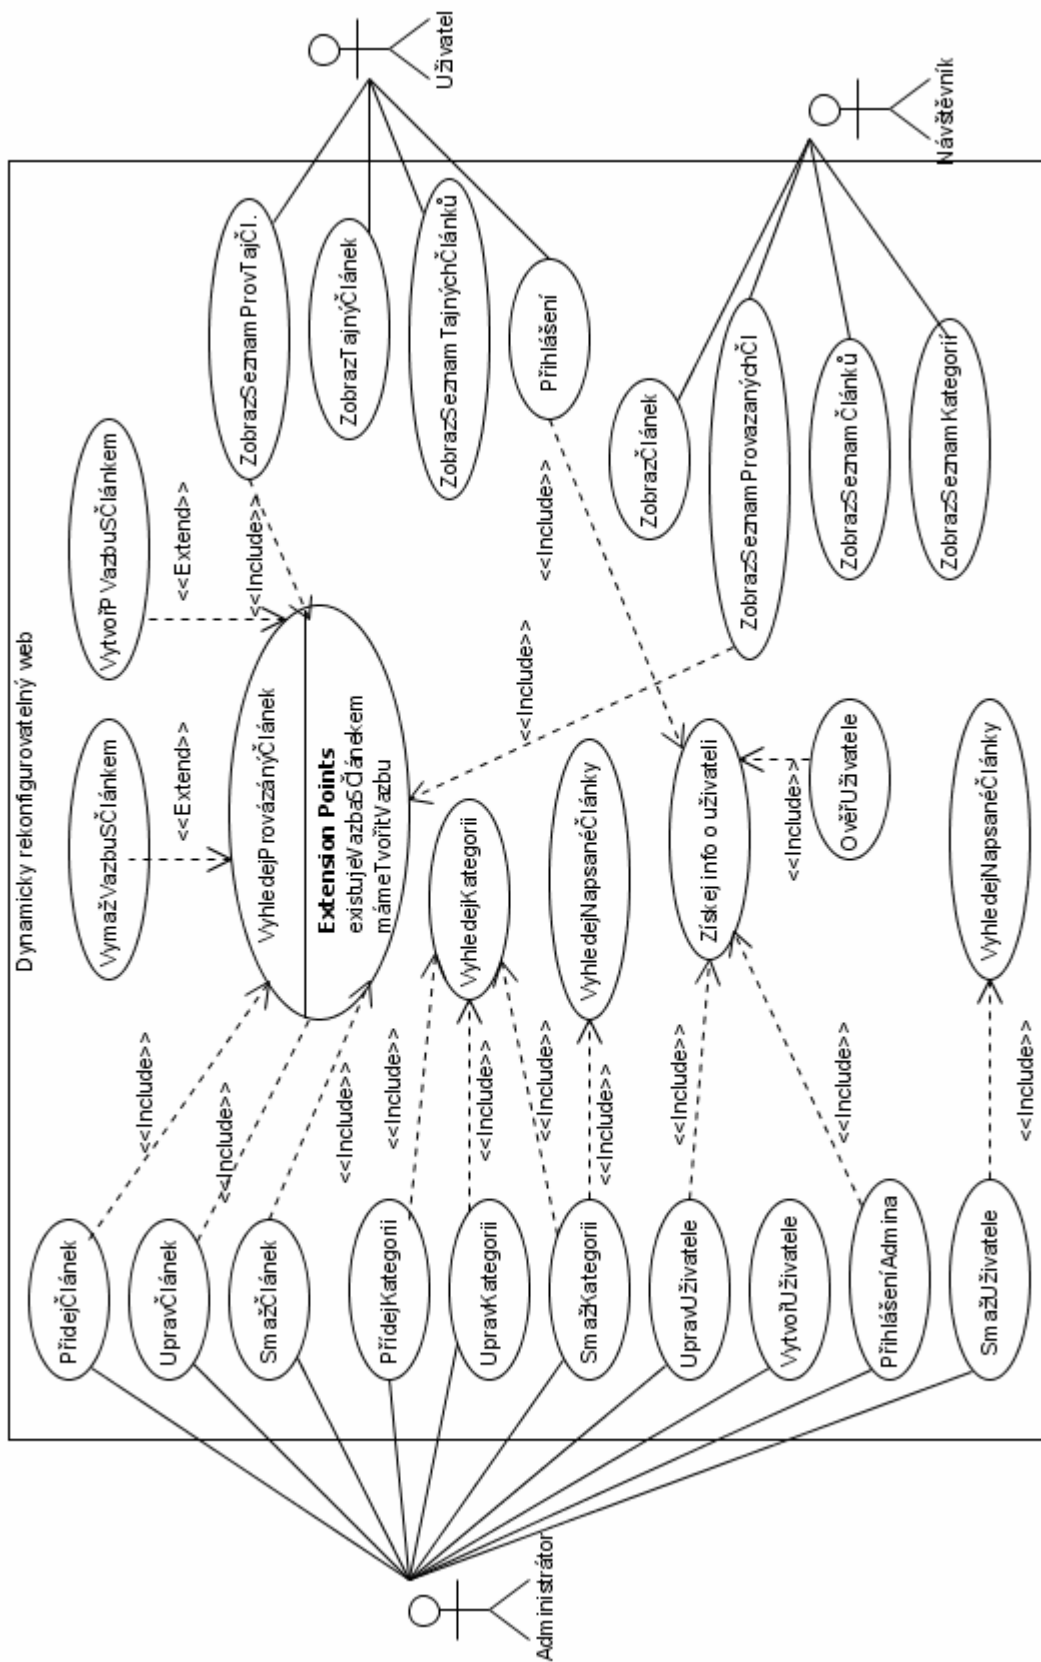 Dynamicky rekonfigurovatelný web
Administrátor
Uživatel
Návštěvník
PřidejČlánek
UpravČlánek
SmažČlánek
PřidejKategorii
UpravKategorii
SmažKategorii
UpravUživatele
VytvořUživatele
PřihlášeníAdmina
SmažUživatele
<<Include>>
<<Include>>
<<Include>>
<<Include>>
<<Include>>
<<Include>>
<<Include>>
<<Include>>
<<Include>>
<<Include>>
VymažVazbuSČlánkem
VytvořPVazbuSČlánkem
<<Extend>>
<<Extend>>
<<Include>>
VyhledejProvázánýČlánek
Extension Points
existujeVazbaSČlánekem
mámeTvořitVazbu
VyhledejKategorii
VyhledejNapsanéČlánky
<<Include>>
<<Include>>
Získej info o uživateli
<<Include>>
OvěřUživatele
VyhledejNapsanéČlánky
ZobrazSeznamProvTajČl.
ZobrazTajnýČlánek
ZobrazSeznamTajnýchČlánků
Přihlášení
ZobrazČlánek
ZobrazSeznamProvazanýchČl
ZobrazSeznamČlánků
ZobrazSeznamKategorií